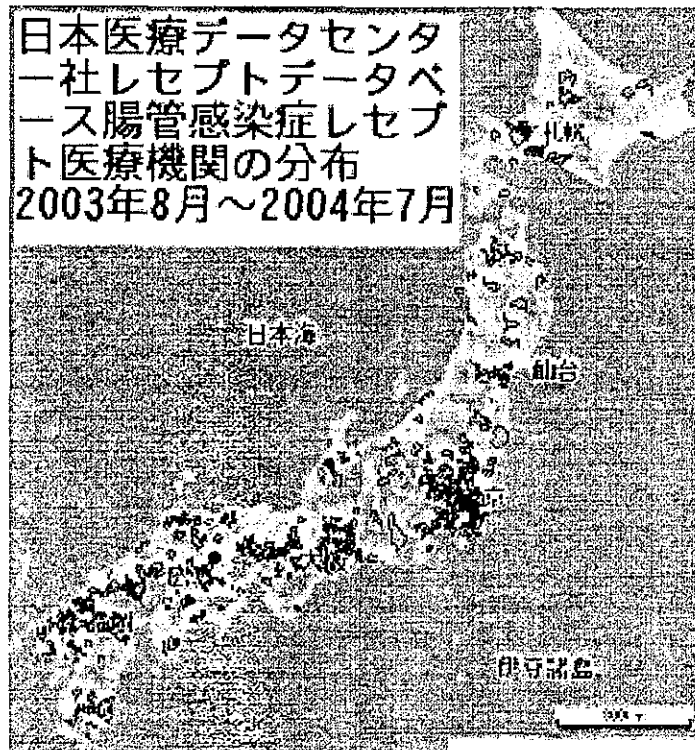 日本医療データセンタ
ー社レセプトデータベ
ース腸管感染症レセプ
ト医療機関の分布
2003年8月～2004年7月
札幌
日本海
仙台
大阪
伊豆諸島